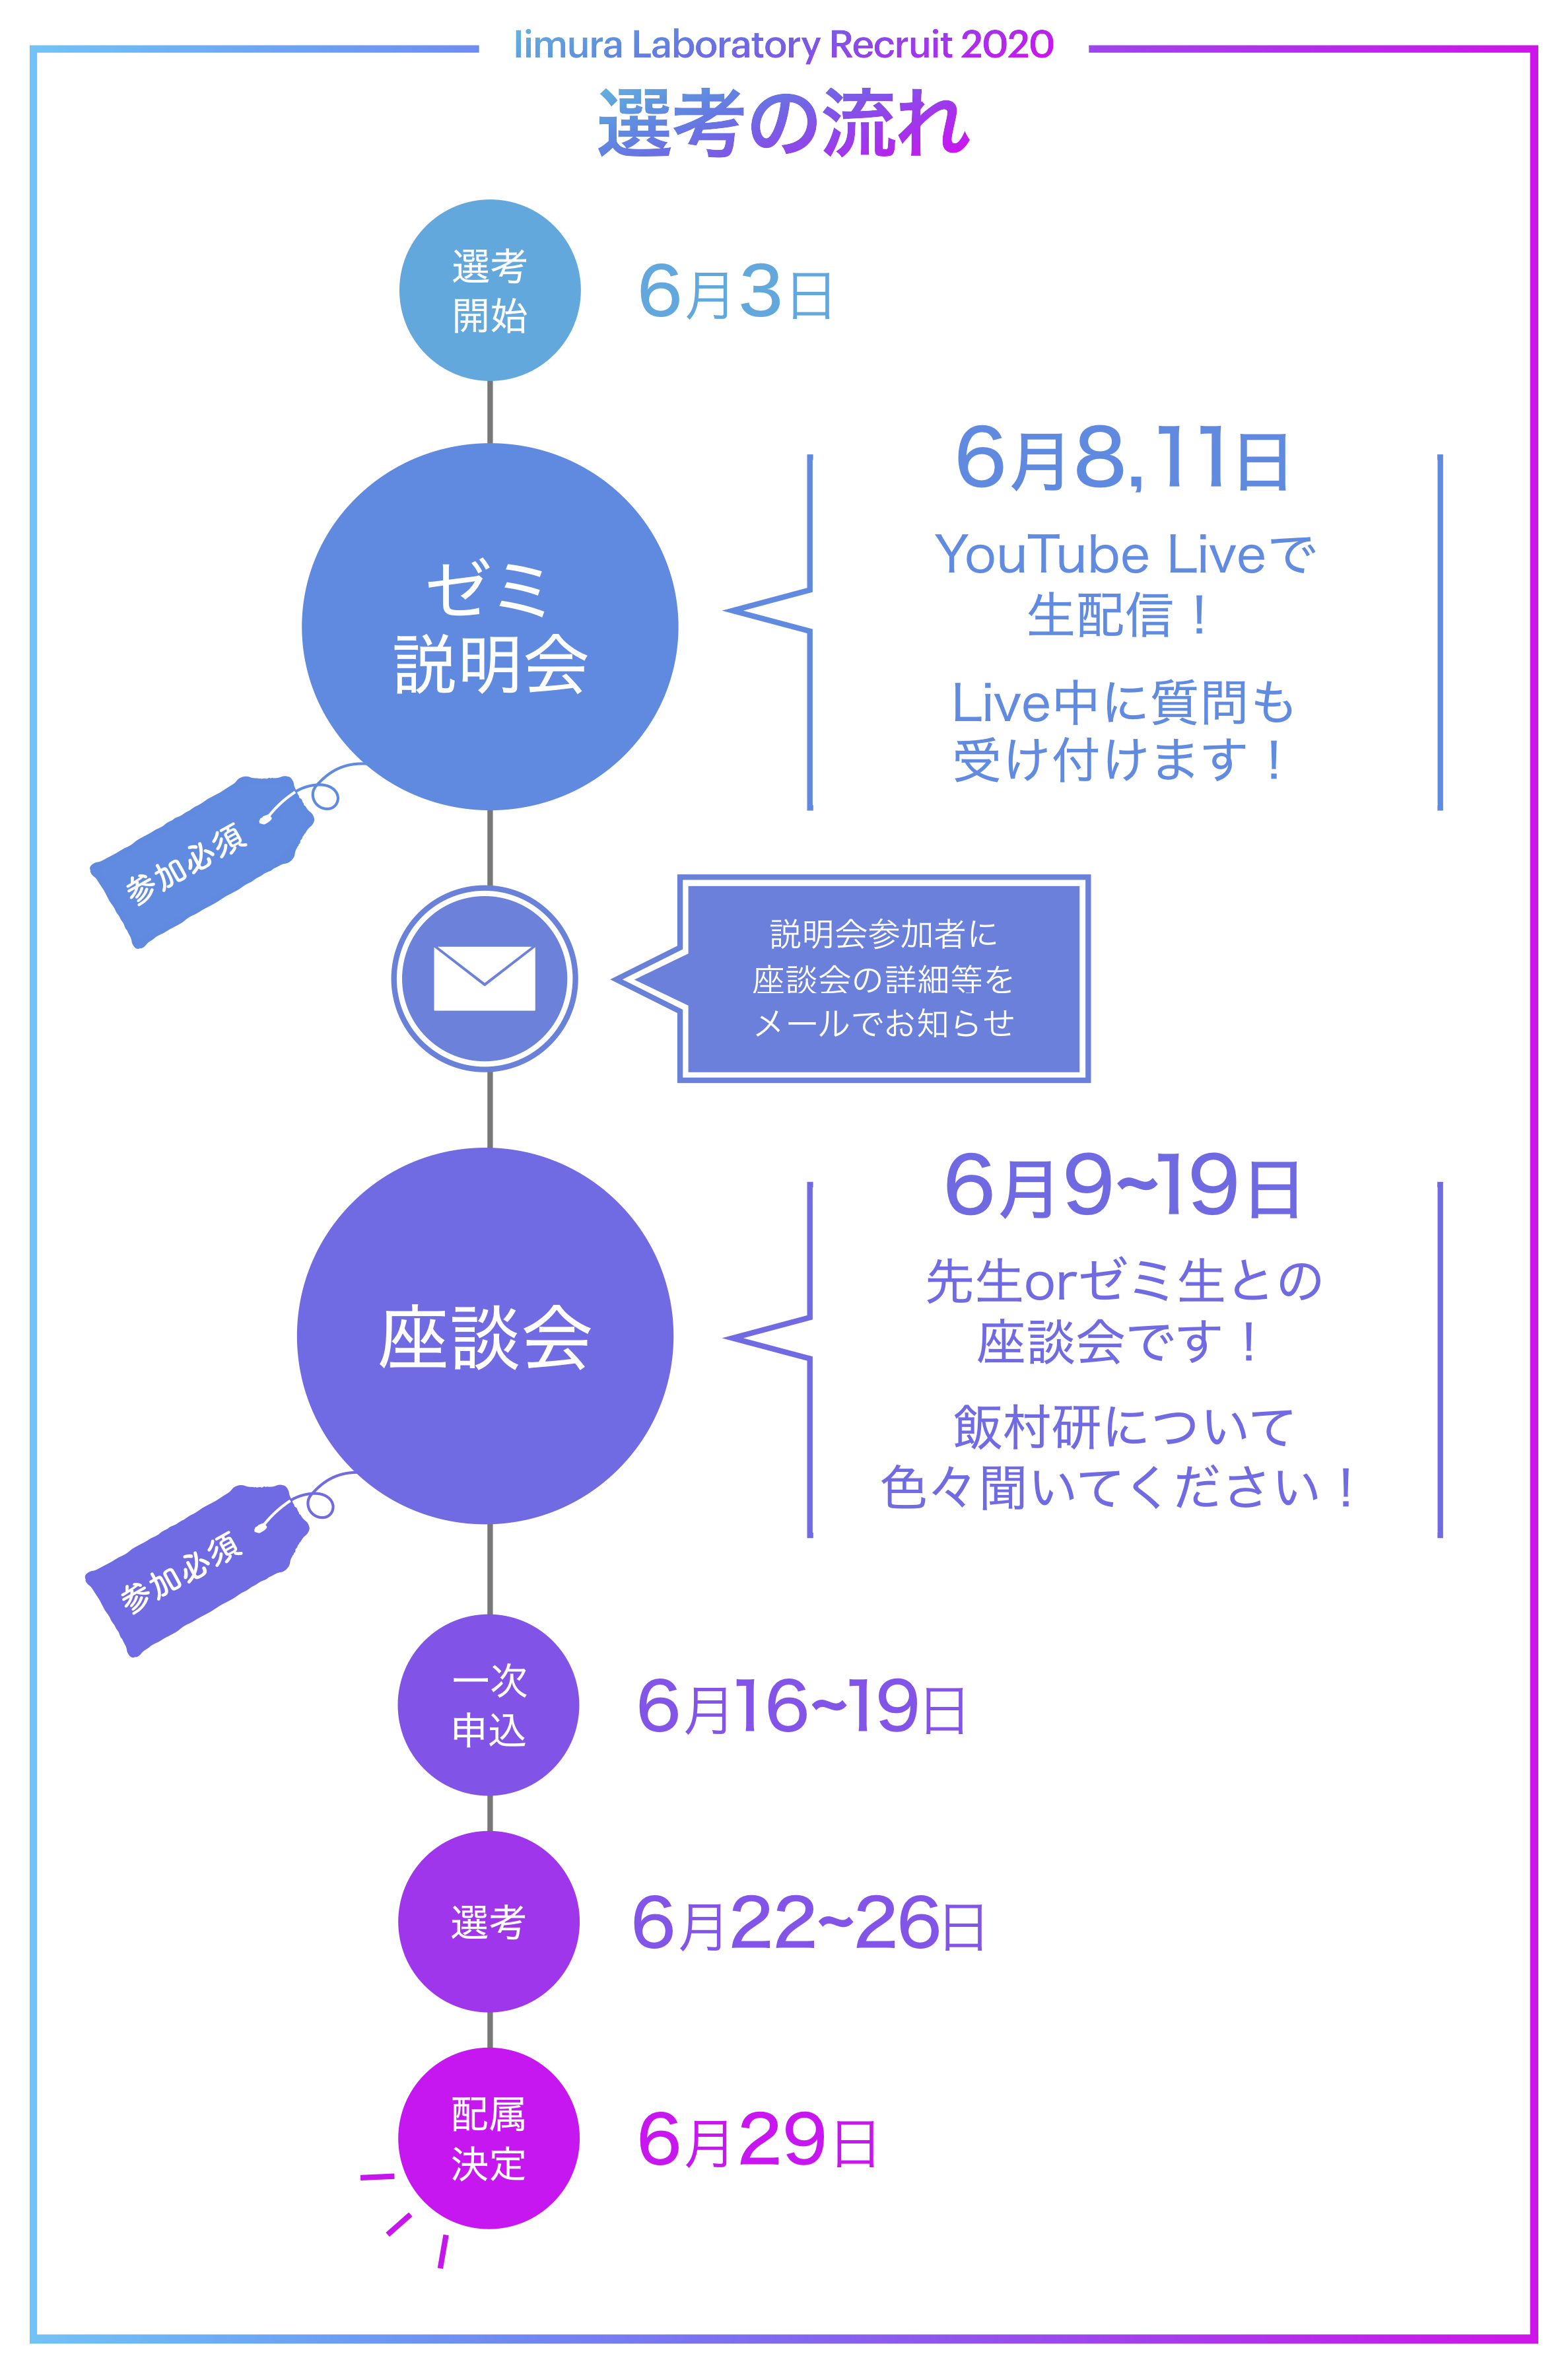 Iimura Laboratory Recruit 2020
選考の流れ
選考
開始
6月3日
ゼミ
説明会
6月8,11日
YouTube Liveで
生配信！
Live中に質問も
受け付けます！
参加必須
説明会参加者に
座談会の詳細等を
メールでお知らせ
座談会
6月9~19日
先生orゼミ生との
座談会です！
飯村研について
色々聞いてください！
参加必須
一次
申込
6月16~19日
選考
6月22~26日
配属
決定
6月29日